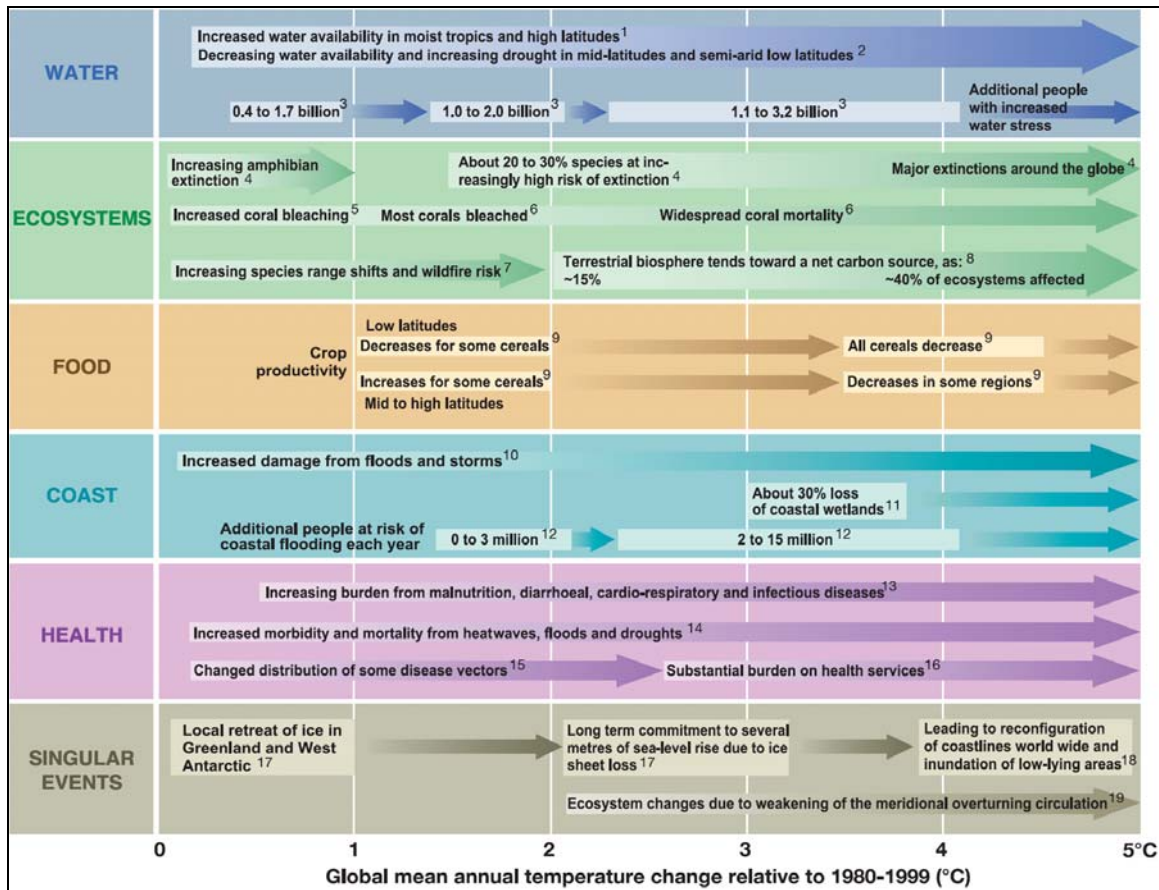 WATER
Increased water availability in moist tropics and high latitudes 1
Decreasing water availability and increasing drought in mid-latitudes and semi-arid low latitudes 2
0.4 to 1.7 billion 3
1.0 to 2.0 billion 3
1.1 to 3.2 billion 3
Additional people
with increased
water stress
ECOSYSTEMS
Increasing amphibian
extinction 4
About 20 to 30% species at inc-
reasingly high risk of extinction 4
Major extinctions around the globe 4
Increased coral bleaching 5
Most corals bleached 6
Widespread coral mortality 6
Increasing species range shifts and wildfire risk 7
Terrestrial biosphere tends toward a net carbon source, as: 8
~15%
~40% of ecosystems affected
FOOD
Crop
productivity
Low latitudes
Decreases for some cereals 9
All cereals decrease 9
Increases for some cereals 9
Decreases in some regions 9
Mid to high latitudes
COAST
Increased damage from floods and storms 10
About 30% loss
of coastal wetlands 11
Additional people at risk of
coastal flooding each year
0 to 3 million 12
2 to 15 million 12
HEALTH
Increasing burden from malnutrition, diarrhoeal, cardio-respiratory and infectious diseases 13
Increased morbidity and mortality from heatwaves, floods and droughts 14
Changed distribution of some disease vectors 15
Substantial burden on health services 16
SINGULAR
EVENTS
Local retreat of ice in
Greenland and West
Antarctic 17
Long term commitment to several
metres of sea-level rise due to ice
sheet loss 17
Leading to reconfiguration
of coastlines world wide and
inundation of low-lying areas 18
Ecosystem changes due to weakening of the meridional overturning circulation 19
0 1 2 3 4 5°C
Global mean annual temperature change relative to 1980-1999 (°C)